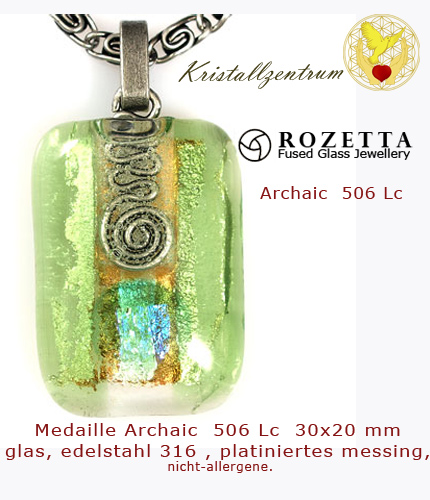 Kristallzentrum
ROZETTA
Fused Glass Jewellery
Archaic 506 Lc
Medaille Archaic 506 Lc 30x20 mm
glas, edelstahl 316 , platiniertes messing,
nicht-allergene.